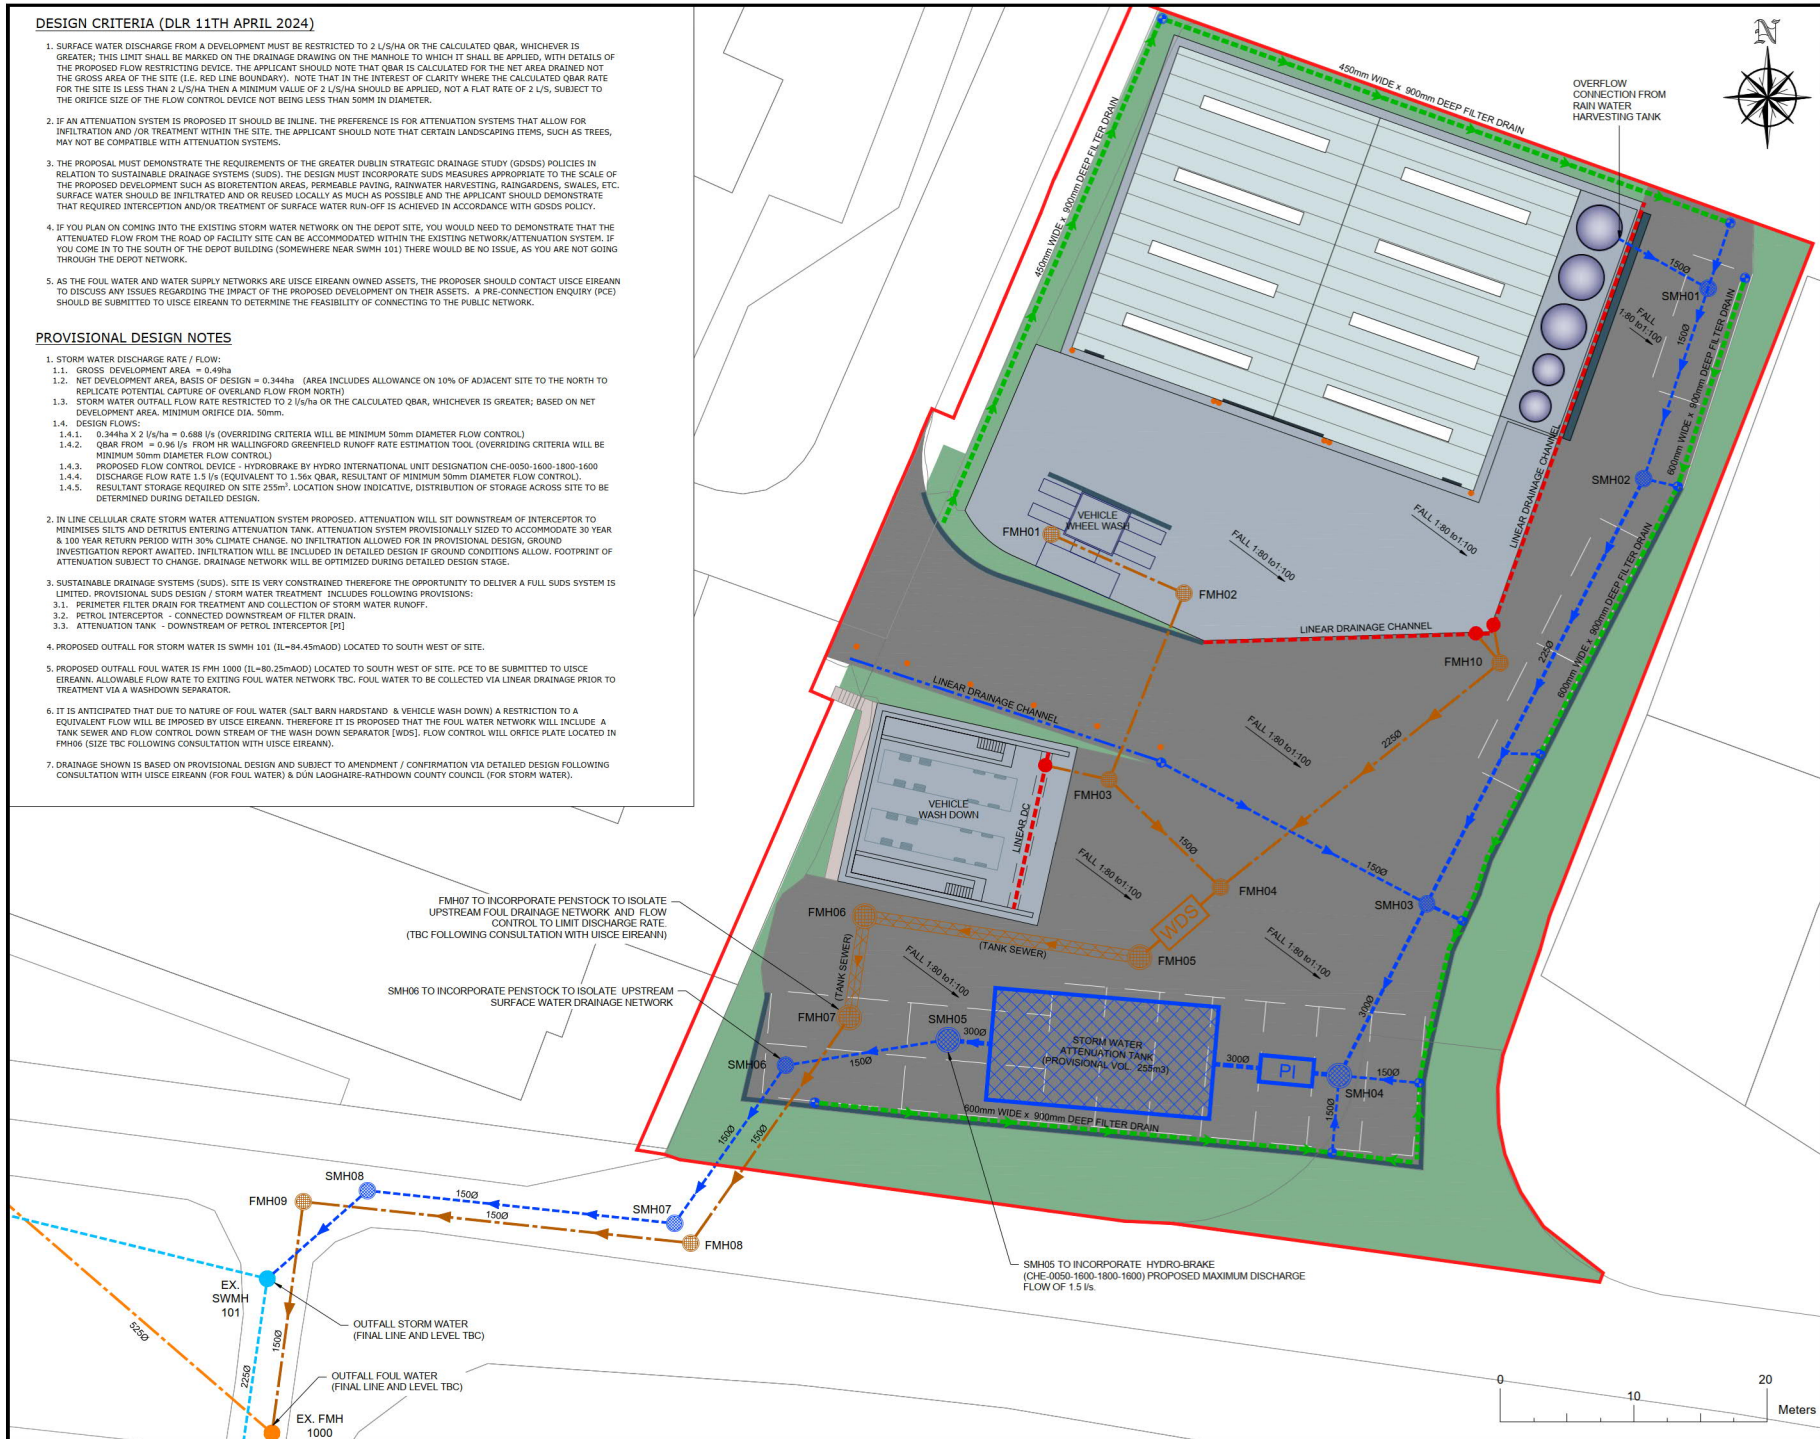 DESIGN CRITERIA (DLR 11TH APRIL 2024)
1. SURFACE WATER DISCHARGE FROM A DEVELOPMENT MUST BE RESTRICTED TO 2 L/S/HA OR THE CALCULATED QBAR, WHICHEVER IS
GREATER; THIS LIMIT SHALL BE MARKED ON THE DRAINAGE DRAWING ON THE MANHOLE TO WHICH IT SHALL BE APPLIED, WITH DETAILS OF
THE PROPOSED FLOW RESTRICTING DEVICE. THE APPLICANT SHOULD NOTE THAT QBAR IS CALCULATED FOR THE NET AREA DRAINED NOT
THE GROSS AREA OF THE SITE (I.E. RED LINE BOUNDARY). NOTE THAT IN THE INTEREST OF CLARITY WHERE THE CALCULATED QBAR RATE
FOR THE SITE IS LESS THAN 2 L/S/HA THEN A MINIMUM VALUE OF 2 L/S/HA SHOULD BE APPLIED, NOT A FLAT RATE OF 2 L/S, SUBJECT TO
THE ORIFICE SIZE OF THE FLOW CONTROL DEVICE NOT BEING LESS THAN 50MM IN DIAMETER.
2. IF AN ATTENUATION SYSTEM IS PROPOSED IT SHOULD BE INLINE. THE PREFERENCE IS FOR ATTENUATION SYSTEMS THAT ALLOW FOR
INFILTRATION AND /OR TREATMENT WITHIN THE SITE. THE APPLICANT SHOULD NOTE THAT CERTAIN LANDSCAPING ITEMS, SUCH AS TREES,
MAY NOT BE COMPATIBLE WITH ATTENUATION SYSTEMS.
3. THE PROPOSAL MUST DEMONSTRATE THE REQUIREMENTS OF THE GREATER DUBLIN STRATEGIC DRAINAGE STUDY (GDSDS) POLICIES IN
RELATION TO SUSTAINABLE DRAINAGE SYSTEMS (SUDS). THE DESIGN MUST INCORPORATE SUDS MEASURES APPROPRIATE TO THE SCALE OF
THE PROPOSED DEVELOPMENT SUCH AS BIORETENTION AREAS, PERMEABLE PAVING, RAINWATER HARVESTING, RAINGARDENS, SWALES, ETC.
SURFACE WATER SHOULD BE INFILTRATED AND OR REUSED LOCALLY AS MUCH AS POSSIBLE AND THE APPLICANT SHOULD DEMONSTRATE
THAT REQUIRED INTERCEPTION AND/OR TREATMENT OF SURFACE WATER RUN-OFF IS ACHIEVED IN ACCORDANCE WITH GDSDS POLICY.
4. IF YOU PLAN ON COMING INTO THE EXISTING STORM WATER NETWORK ON THE DEPOT SITE, YOU WOULD NEED TO DEMONSTRATE THAT THE
ATTENUATED FLOW FROM THE ROAD OP FACILITY SITE CAN BE ACCOMMODATED WITHIN THE EXISTING NETWORK/ATTENUATION SYSTEM. IF
YOU COME IN TO THE SOUTH OF THE DEPOT BUILDING (SOMEWHERE NEAR SWMH 101) THERE WOULD BE NO ISSUE, AS YOU ARE NOT GOING
THROUGH THE DEPOT NETWORK.
5. AS THE FOUL WATER AND WATER SUPPLY NETWORKS ARE UISCE EIREANN OWNED ASSETS, THE PROPOSER SHOULD CONTACT UISCE EIREANN
TO DISCUSS ANY ISSUES REGARDING THE IMPACT OF THE PROPOSED DEVELOPMENT ON THEIR ASSETS. A PRE-CONNECTION ENQUIRY (PCE)
SHOULD BE SUBMITTED TO UISCE EIREANN TO DETERMINE THE FEASIBILITY OF CONNECTING TO THE PUBLIC NETWORK.
PROVISIONAL DESIGN NOTES
1. STORM WATER DISCHARGE RATE / FLOW:
1.1. GROSS DEVELOPMENT AREA = 0.49ha
1.2. NET DEVELOPMENT AREA, BASIS OF DESIGN = 0.344ha (AREA INCLUDES ALLOWANCE ON 10% OF ADJACENT SITE TO THE NORTH TO
REPLICATE POTENTIAL CAPTURE OF OVERLAND FLOW FROM NORTH)
1.3. STORM WATER OUTFALL FLOW RATE RESTRICTED TO 2 l/s/ha OR THE CALCULATED QBAR, WHICHEVER IS GREATER; BASED ON NET
DEVELOPMENT AREA. MINIMUM ORIFICE DIA. 50mm.
1.4. DESIGN FLOWS:
1.4.1. 0.344ha X 2 l/s/ha = 0.688 l/s (OVERRIDING CRITERIA WILL BE MINIMUM 50mm DIAMETER FLOW CONTROL)
1.4.2. QBAR FROM = 0.96 l/s FROM HR WALLINGFORD GREENFIELD RUNOFF RATE ESTIMATION TOOL (OVERRIDING CRITERIA WILL BE
MINIMUM 50mm DIAMETER FLOW CONTROL)
1.4.3. PROPOSED FLOW CONTROL DEVICE - HYDROBRAKE BY HYDRO INTERNATIONAL UNIT DESIGNATION CHE-0050-1600-1800-1600
1.4.4. DISCHARGE FLOW RATE 1.5 l/s (EQUIVALENT TO 1.56x QBAR, RESULTANT OF MINIMUM 50mm DIAMETER FLOW CONTROL).
1.4.5. RESULTANT STORAGE REQUIRED ON SITE 255m³. LOCATION SHOW INDICATIVE, DISTRIBUTION OF STORAGE ACROSS SITE TO BE
DETERMINED DURING DETAILED DESIGN.
2. IN LINE CELLULAR CRATE STORM WATER ATTENUATION SYSTEM PROPOSED. ATTENUATION WILL SIT DOWNSTREAM OF INTERCEPTOR TO
MINIMISES SILTS AND DETRITUS ENTERING ATTENUATION TANK. ATTENUATION SYSTEM PROVISIONALLY SIZED TO ACCOMMODATE 30 YEAR
& 100 YEAR RETURN PERIOD WITH 30% CLIMATE CHANGE. NO INFILTRATION ALLOWED FOR IN PROVISIONAL DESIGN, GROUND
INVESTIGATION REPORT AWAITED. INFILTRATION WILL BE INCLUDED IN DETAILED DESIGN IF GROUND CONDITIONS ALLOW. FOOTPRINT OF
ATTENUATION SUBJECT TO CHANGE. DRAINAGE NETWORK WILL BE OPTIMIZED DURING DETAILED DESIGN STAGE.
3. SUSTAINABLE DRAINAGE SYSTEMS (SUDS). SITE IS VERY CONSTRAINED THEREFORE THE OPPORTUNITY TO DELIVER A FULL SUDS SYSTEM IS
LIMITED. PROVISIONAL SUDS DESIGN / STORM WATER TREATMENT INCLUDES FOLLOWING PROVISIONS:
3.1. PERIMETER FILTER DRAIN FOR TREATMENT AND COLLECTION OF STORM WATER RUNOFF.
3.2. PETROL INTERCEPTOR - CONNECTED DOWNSTREAM OF FILTER DRAIN.
3.3. ATTENUATION TANK - DOWNSTREAM OF PETROL INTERCEPTOR [PI]
4. PROPOSED OUTFALL FOR STORM WATER IS SWMH 101 (IL=84.45mAOD) LOCATED TO SOUTH WEST OF SITE.
5. PROPOSED OUTFALL FOUL WATER IS FMH 1000 (IL=80.25mAOD) LOCATED TO SOUTH WEST OF SITE. PCE TO BE SUBMITTED TO UISCE
EIREANN. ALLOWABLE FLOW RATE TO EXITING FOUL WATER NETWORK TBC. FOUL WATER TO BE COLLECTED VIA LINEAR DRAINAGE PRIOR TO
TREATMENT VIA A WASHDOWN SEPARATOR.
6. IT IS ANTICIPATED THAT DUE TO NATURE OF FOUL WATER (SALT BARN HARDSTAND & VEHICLE WASH DOWN) A RESTRICTION TO A
EQUIVALENT FLOW WILL BE IMPOSED BY UISCE EIREANN. THEREFORE IT IS PROPOSED THAT THE FOUL WATER NETWORK WILL INCLUDE A
TANK SEWER AND FLOW CONTROL DOWN STREAM OF THE WASH DOWN SEPARATOR [WDS]. FLOW CONTROL WILL ORFICE PLATE LOCATED IN
FMH06 (SIZE TBC FOLLOWING CONSULTATION WITH UISCE EIREANN).
7. DRAINAGE SHOWN IS BASED ON PROVISIONAL DESIGN AND SUBJECT TO AMENDMENT / CONFIRMATION VIA DETAILED DESIGN FOLLOWING
CONSULTATION WITH UISCE EIREANN (FOR FOUL WATER) & DÚN LAOGHAIRE-RATHDOWN COUNTY COUNCIL (FOR STORM WATER).
N
OVERFLOW
CONNECTION FROM
RAIN WATER
HARVESTING TANK
450mm WIDE x 900mm DEEP FILTER DRAIN
450mm WIDE x 900mm DEEP FILTER DRAIN
150Ø
SMH01
FALL
1:80 to1:100
150Ø
600mm WIDE x 900mm DEEP FILTER DRAIN
SMH02
LINEAR DRAINAGE CHANNEL
FALL 1:80 to1:100
FALL 1:80 to1:100
VEHICLE
WHEEL WASH
FMH01
FMH02
LINEAR DRAINAGE CHANNEL
FMH10
225Ø
600mm WIDE x 900mm DEEP FILTER DRAIN
LINEAR DRAINAGE CHANNEL
FALL 1:80 to1:100
225Ø
FMH03
VEHICLE
WASH DOWN
LINEAR DC
150Ø
FALL 1:80 to1:100
150Ø
FMH04
SMH03
WDS
FMH07 TO INCORPORATE PENSTOCK TO ISOLATE
UPSTREAM FOUL DRAINAGE NETWORK AND FLOW
CONTROL TO LIMIT DISCHARGE RATE.
(TBC FOLLOWING CONSULTATION WITH UISCE EIREANN)
FMH06
(TANK SEWER)
FMH05
FALL 1:80 to1:100
FALL 1:80 to1:100
(TANK SEWER)
SMH06 TO INCORPORATE PENSTOCK TO ISOLATE UPSTREAM
SURFACE WATER DRAINAGE NETWORK
FMH07
SMH05
300Ø
STORM WATER
ATTENUATION TANK
(PROVISIONAL VOL. 255m3)
300Ø
PI
300Ø
SMH04
150Ø
150Ø
SMH06
150Ø
600mm WIDE x 900mm DEEP FILTER DRAIN
150Ø
150Ø
SMH08
FMH09
150Ø
150Ø
SMH07
FMH08
SMH05 TO INCORPORATE HYDRO-BRAKE
(CHE-0050-1600-1800-1600) PROPOSED MAXIMUM DISCHARGE
FLOW OF 1.5 l/s.
EX.
SWMH
101
OUTFALL STORM WATER
(FINAL LINE AND LEVEL TBC)
525Ø
150Ø
225Ø
OUTFALL FOUL WATER
(FINAL LINE AND LEVEL TBC)
EX. FMH
1000
0
10
20
Meters